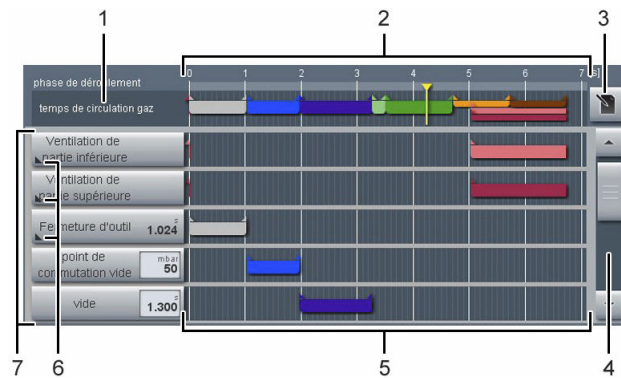 1 2 3
0 1 2 3 4 5 6 7
phase de déroulement
temps de circulation gaz
Ventilation de
partie inférieure
Ventilation de
partie supérieure
Fermeture d'outil s 1.024
point de mbar
commutation vide 50
vide s 1.300
7 6 5 4